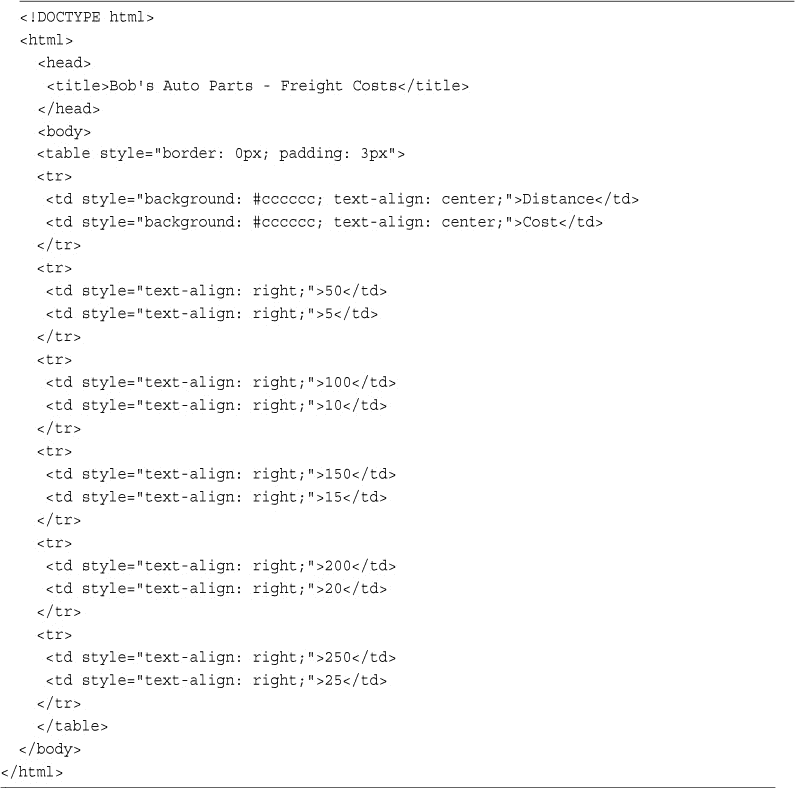 <!DOCTYPE html>
<html>
<head>
<title>Bob's Auto Parts - Freight Costs</title>
</head>
<body>
<table style="border: 0px; padding: 3px">
<tr>
<td style="background: #cccccc; text-align: center;">Distance</td>
<td style="background: #cccccc; text-align: center;">Cost</td>
</tr>
<tr>
<td style="text-align: right;">50</td>
<td style="text-align: right;">5</td>
</tr>
<tr>
<td style="text-align: right;">100</td>
<td style="text-align: right;">10</td>
</tr>
<tr>
<td style="text-align: right;">150</td>
<td style="text-align: right;">15</td>
</tr>
<tr>
<td style="text-align: right;">200</td>
<td style="text-align: right;">20</td>
</tr>
<tr>
<td style="text-align: right;">250</td>
<td style="text-align: right;">25</td>
</tr>
</table>
</body>
</html>